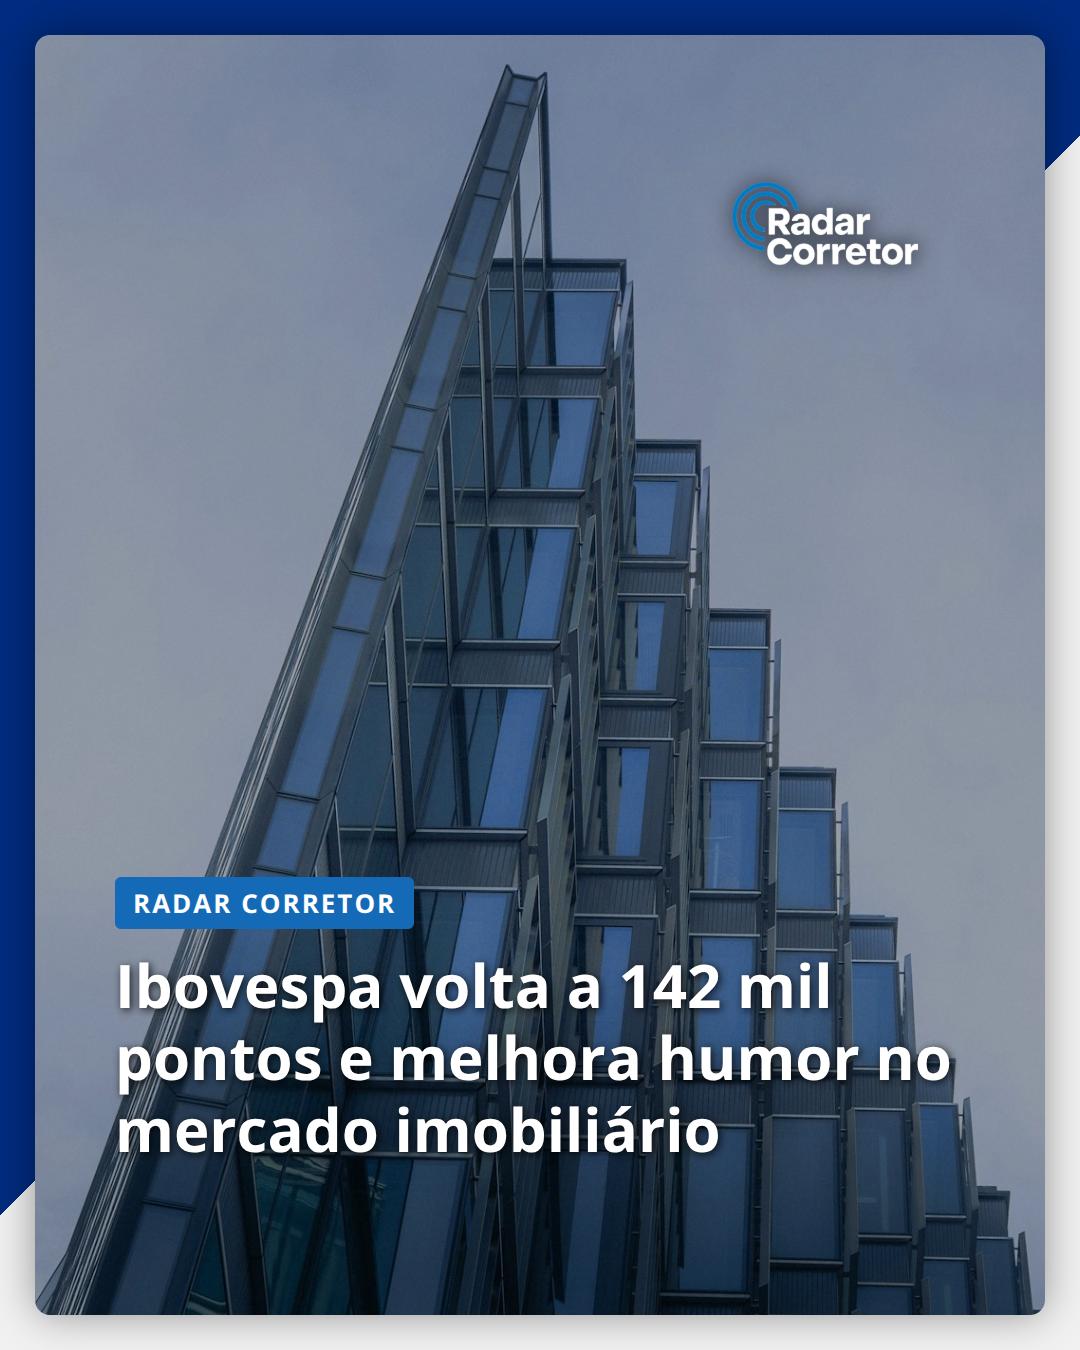 Radar
Corretor
RADAR CORRETOR
Ibovespa volta a 142 mil
pontos e melhora humor no
mercado imobiliário